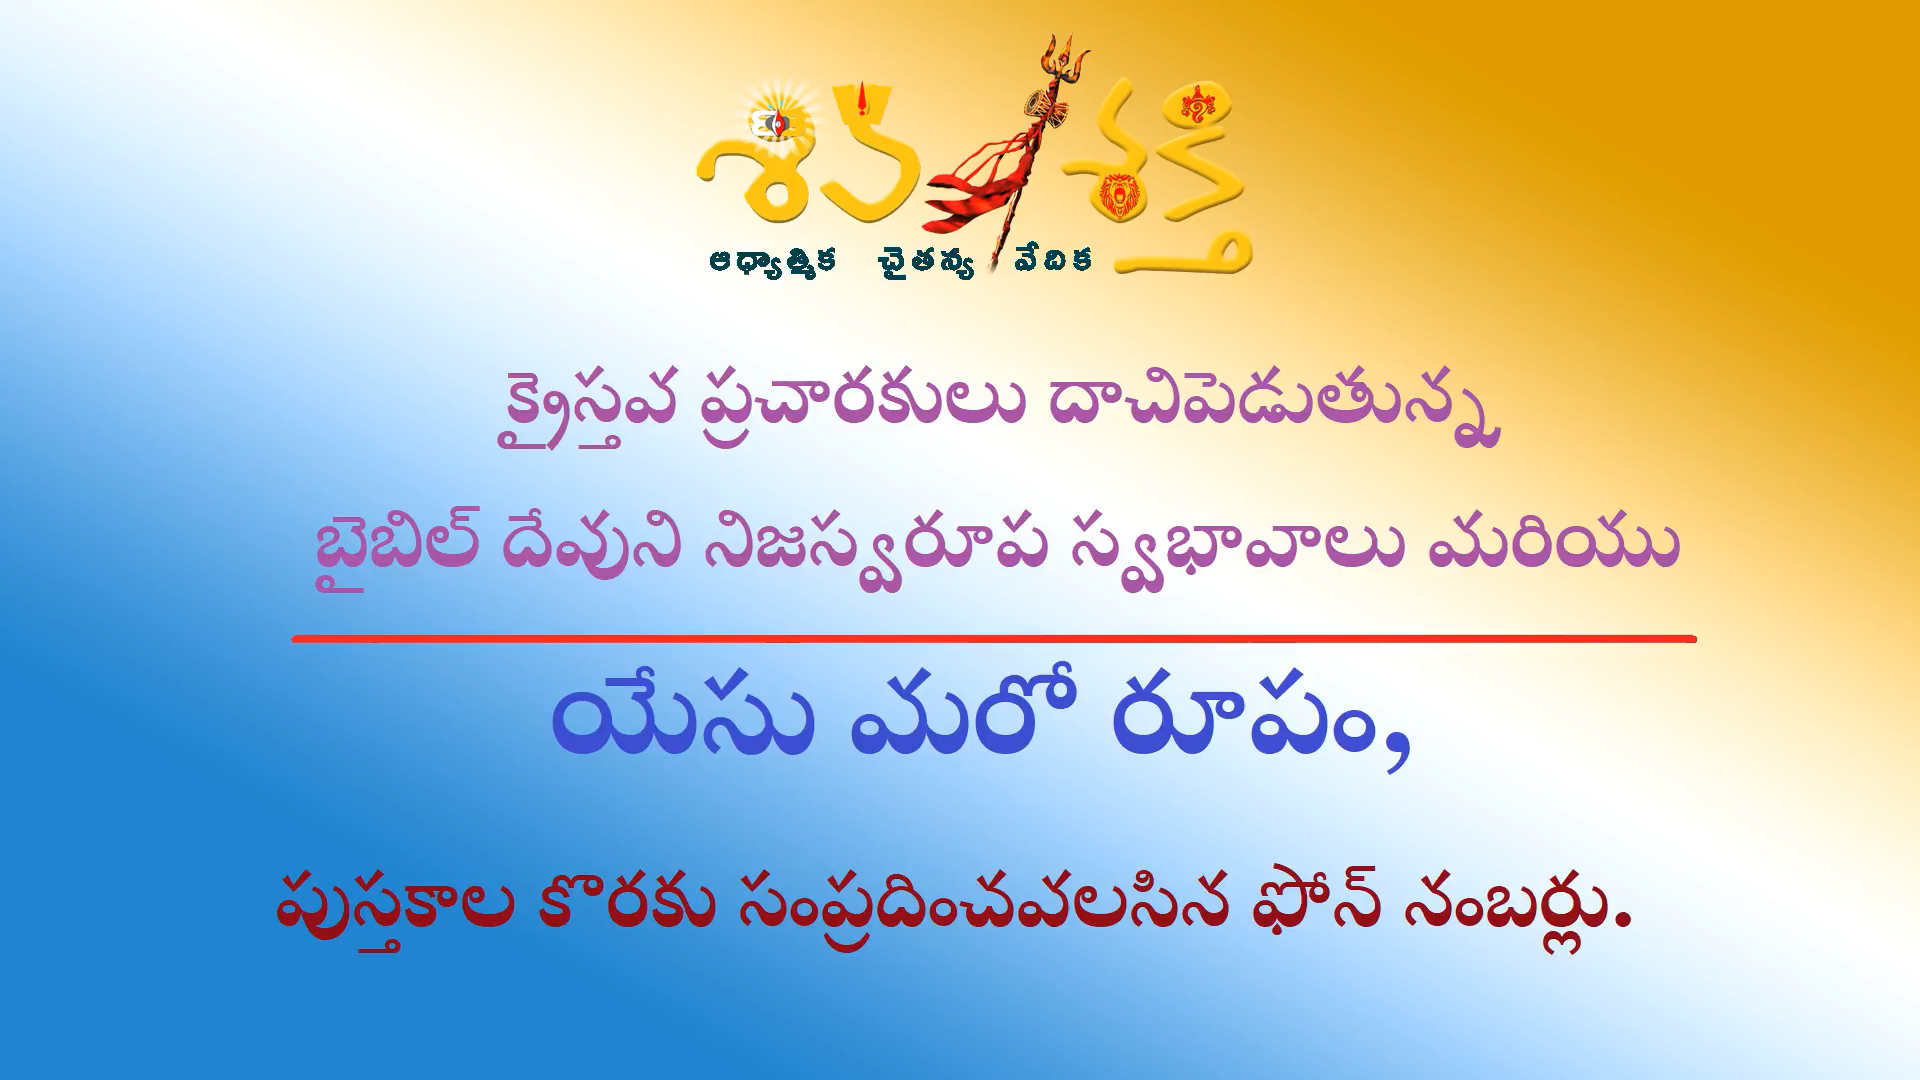 శివ శక్తి
ఆధ్యాత్మిక చైతన్య వేదిక
క్రైస్తవ ప్రచారకులు దాచిపెడుతున్న
బైబిల్ దేవుని నిజస్వరూప స్వభావాలు మరియు
యేసు మరో రూపం,
పుస్తకాల కొరకు సంప్రదించవలసిన ఫోన్ నంబర్లు.